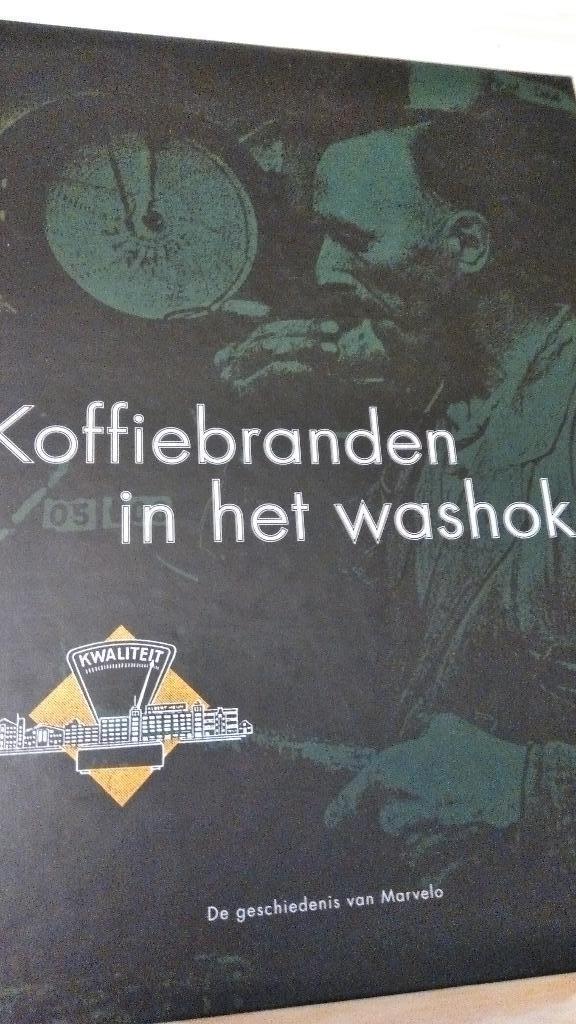 Koffiebranden
in het washok
KWALITEIT
De geschiedenis van Marvelo